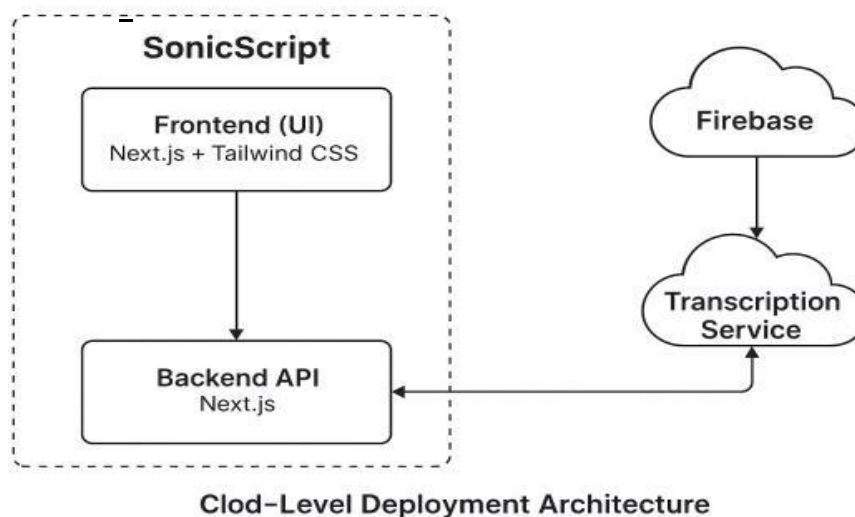 SonicScript
Frontend (UI)
Next.js + Tailwind CSS
Backend API
Next.js
Firebase
Transcription
Service
Clod-Level Deployment Architecture